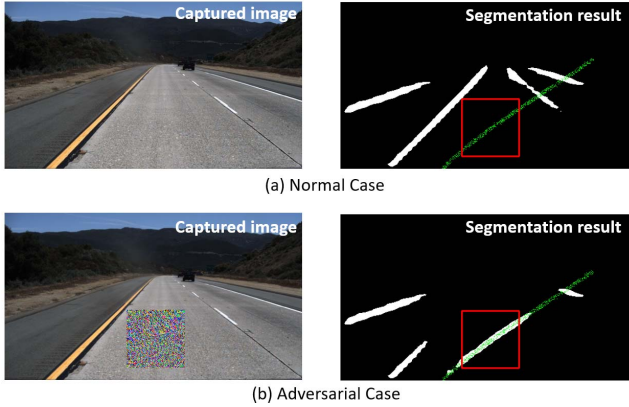 Captured image
Segmentation result
(a) Normal Case
Captured image
Segmentation result
(b) Adversarial Case